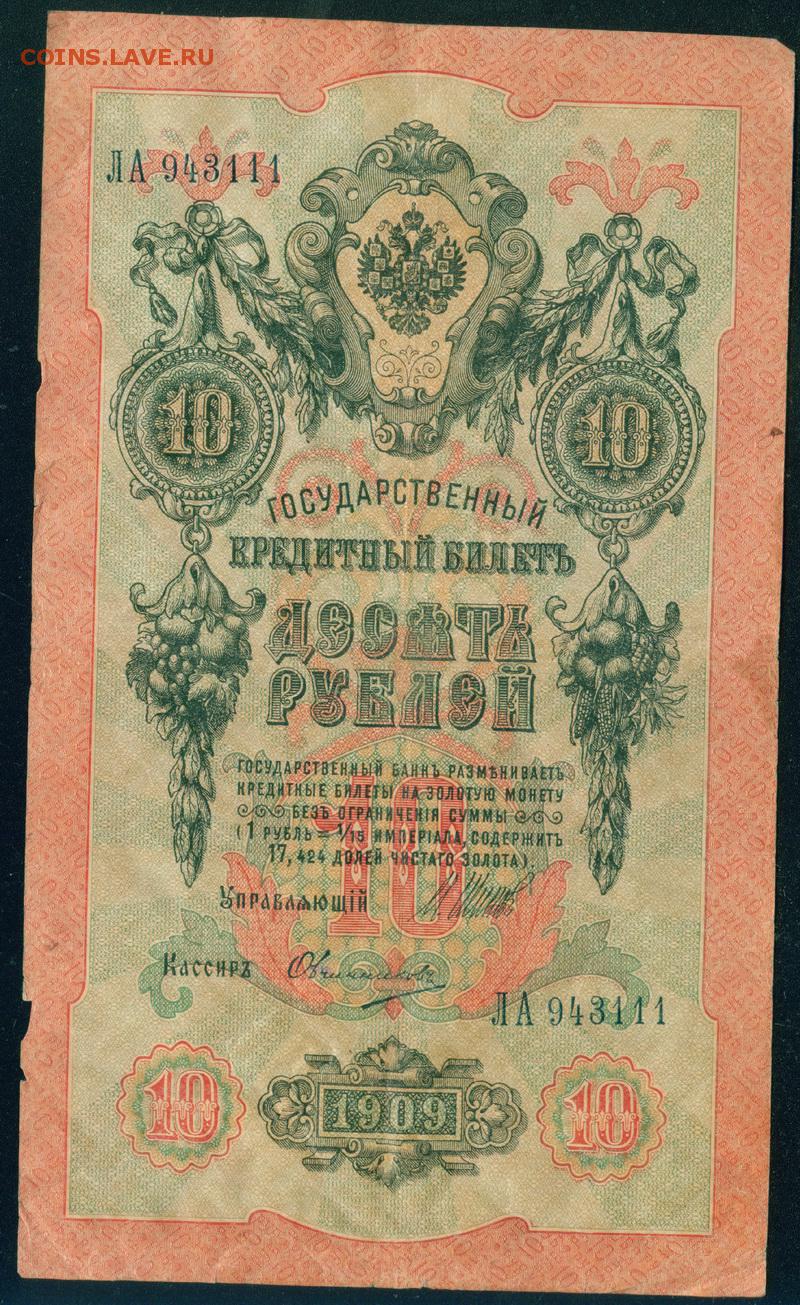 COINS.LAVE.RU
ЛА 943111
10 10
ГОСУДАРСТВЕННЫЙ
КРЕДИТНЫЙ БИЛЕТЪ
ДЕСЯТЬ
РУБЛЕЙ
10
ГОСУДАРСТВЕННЫЙ БАНКЪ РАЗМѢНИВАЕТЪ
КРЕДИТНЫЕ БИЛЕТЫ НА ЗОЛОТУЮ МОНЕТУ
БЕЗЪ ОГРАНИЧЕНІЯ СУММЫ
(1 РУБЛЬ = 1/15 ИМПЕРІАЛА, СОДЕРЖИТЪ
17,424 ДОЛЕЙ ЧИСТАГО ЗОЛОТА).
УПРАВЛЯЮЩІЙ
КАССИРЪ Овчинниковъ
ЛА 943111
10 1909 10